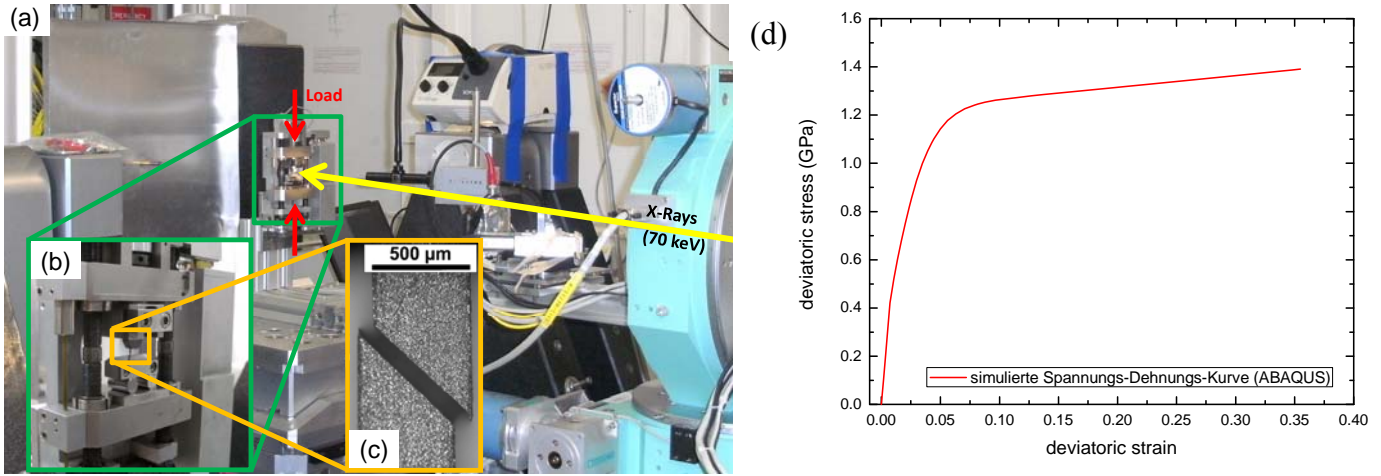 (a)
Load
X-Rays
(70 keV)
(b)
500 µm
(c)
(d)
deviatoric stress (GPa)
1.6
1.4
1.2
1.0
0.8
0.6
0.4
0.2
0.0
simulierte Spannungs-Dehnungs-Kurve (ABAQUS)
0.00 0.05 0.10 0.15 0.20 0.25 0.30 0.35 0.40
deviatoric strain